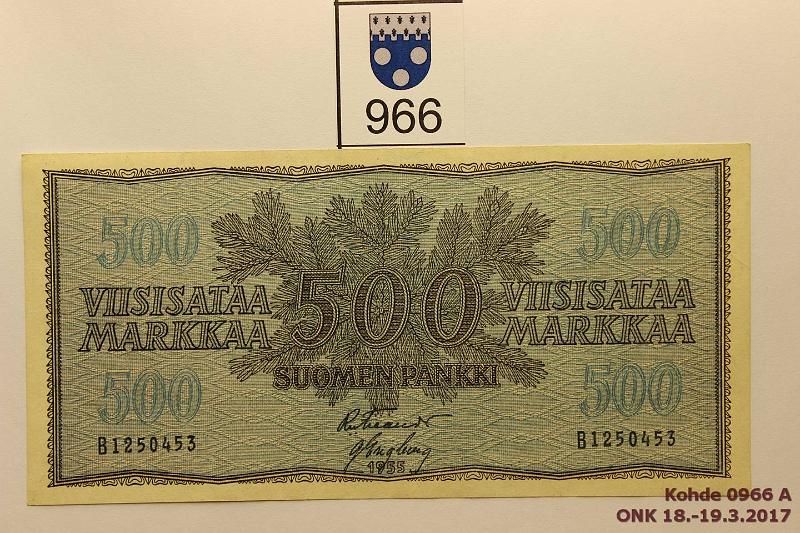 966
500 500
VIISISATAA 500 VIISISATAA
MARKKAA MARKKAA
SUOMEN PANKKI
500 500
B1250453 B1250453
1955
Kohde 0966 A
ONK 18.-19.3.2017